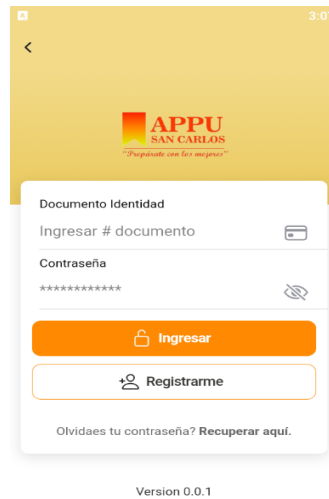 A
3:0
APPU
SAN CARLOS
"Prepárate con los mejores"
Documento Identidad
Ingresar # documento
Contraseña
************
Ingresar
Registrarme
Olvidaes tu contraseña? Recuperar aquí.
Version 0.0.1